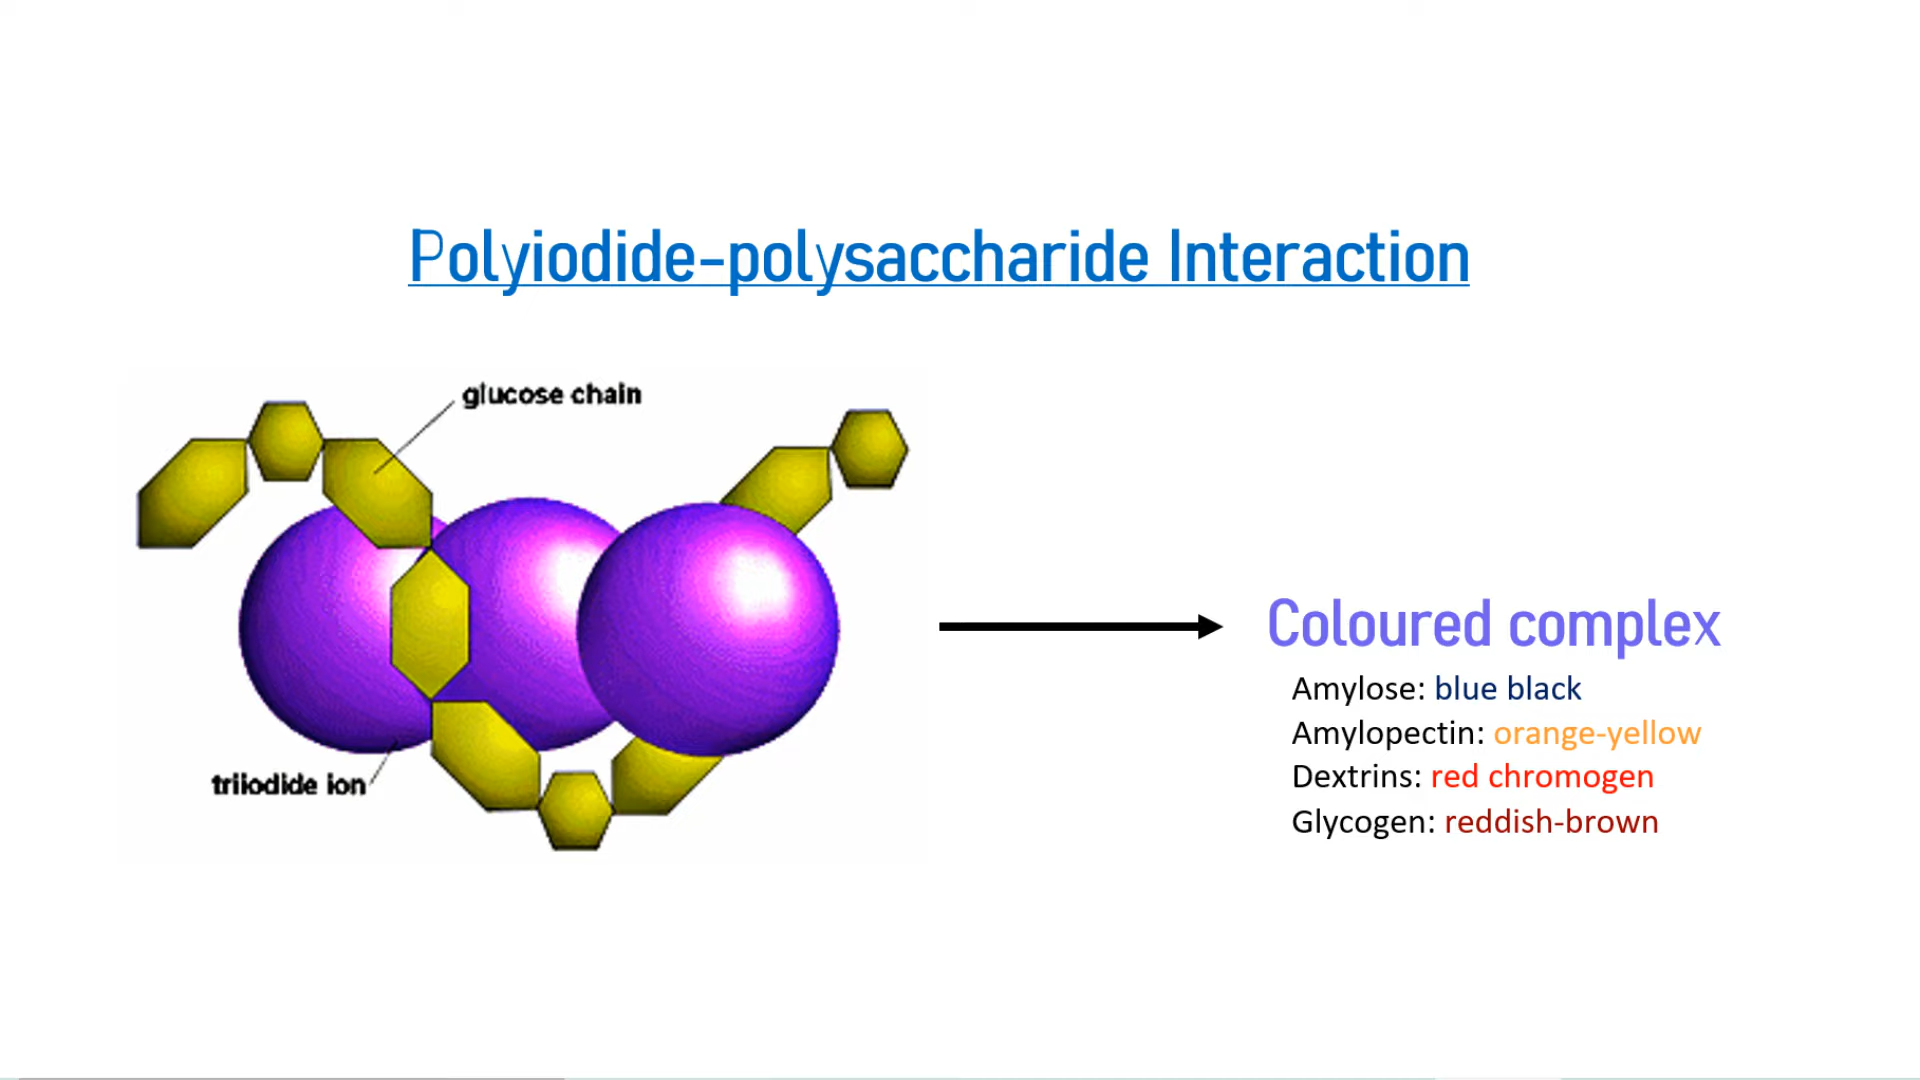 Polyiodide-polysaccharide Interaction
glucose chain
triiodide ion
Coloured complex
Amylose: blue black
Amylopectin: orange-yellow
Dextrins: red chromogen
Glycogen: reddish-brown